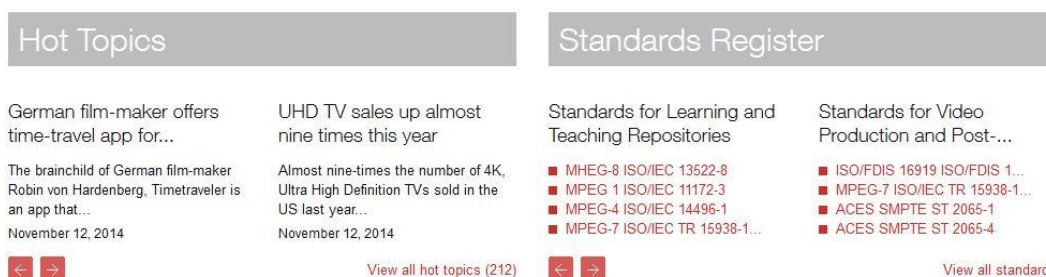 Hot Topics
German film-maker offers
time-travel app for...
The brainchild of German film-maker
Robin von Hardenberg, Timetraveler is
an app that...
November 12, 2014
UHD TV sales up almost
nine times this year
Almost nine-times the number of 4K,
Ultra High Definition TVs sold in the
US last year...
November 12, 2014
View all hot topics (212)
Standards Register
Standards for Learning and
Teaching Repositories
MHEG-8 ISO/IEC 13522-8
MPEG 1 ISO/IEC 11172-3
MPEG-4 ISO/IEC 14496-1
MPEG-7 ISO/IEC TR 15938-1...
Standards for Video
Production and Post-...
ISO/FDIS 16919 ISO/FDIS 1...
MPEG-7 ISO/IEC TR 15938-1...
ACES SMPTE ST 2065-1
ACES SMPTE ST 2065-4
View all standard